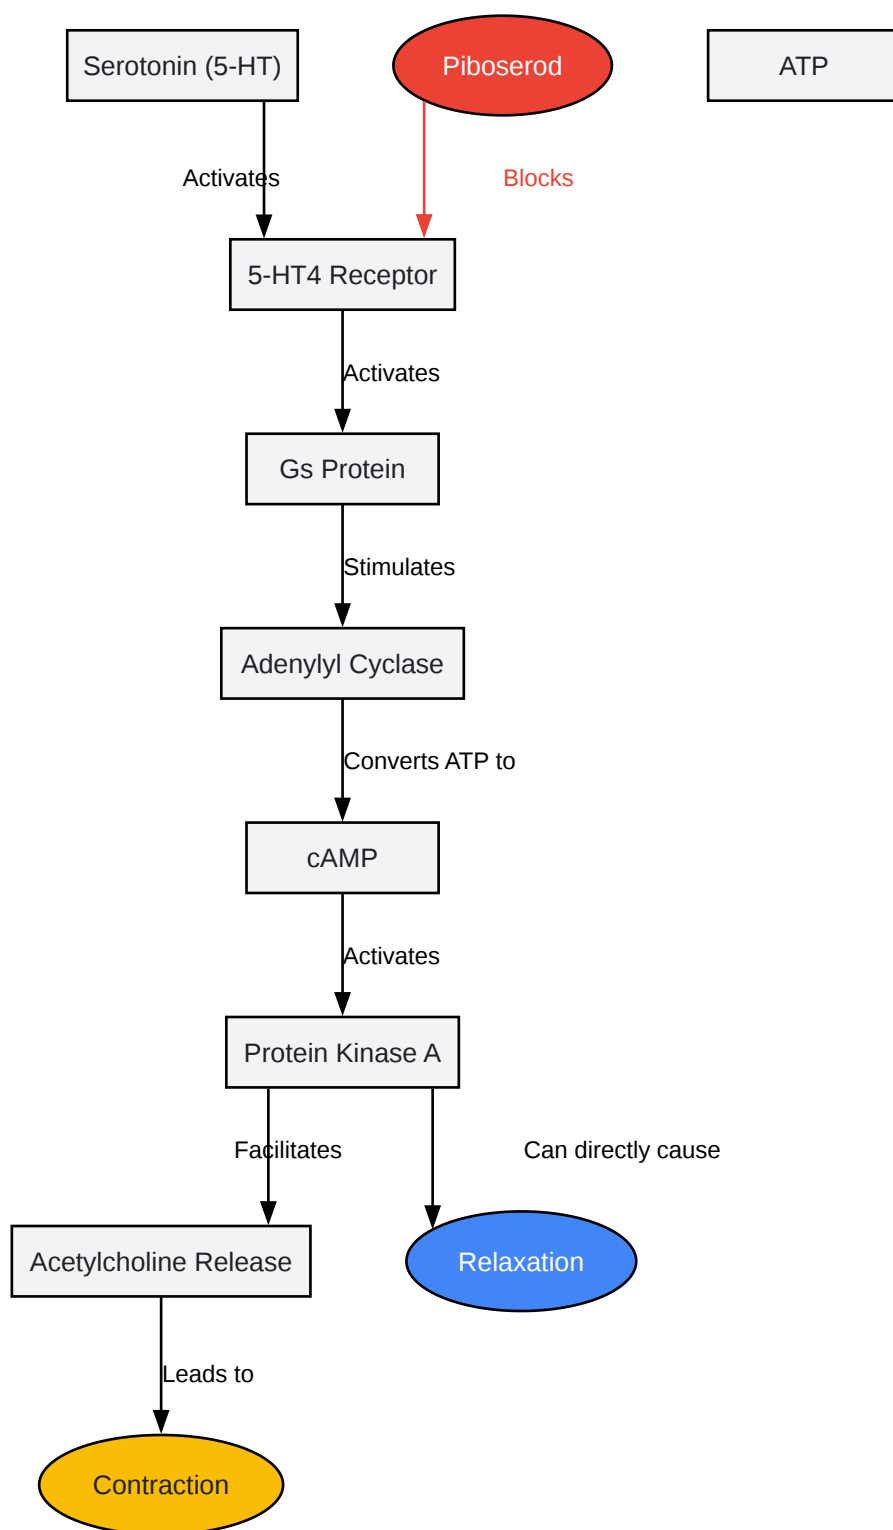 Serotonin (5-HT)
Piboserod
ATP
Activates
Blocks
5-HT4 Receptor
Activates
Gs Protein
Stimulates
Adenylyl Cyclase
Converts ATP to
cAMP
Activates
Protein Kinase A
Facilitates
Can directly cause
Acetylcholine Release
Relaxation
Leads to
Contraction